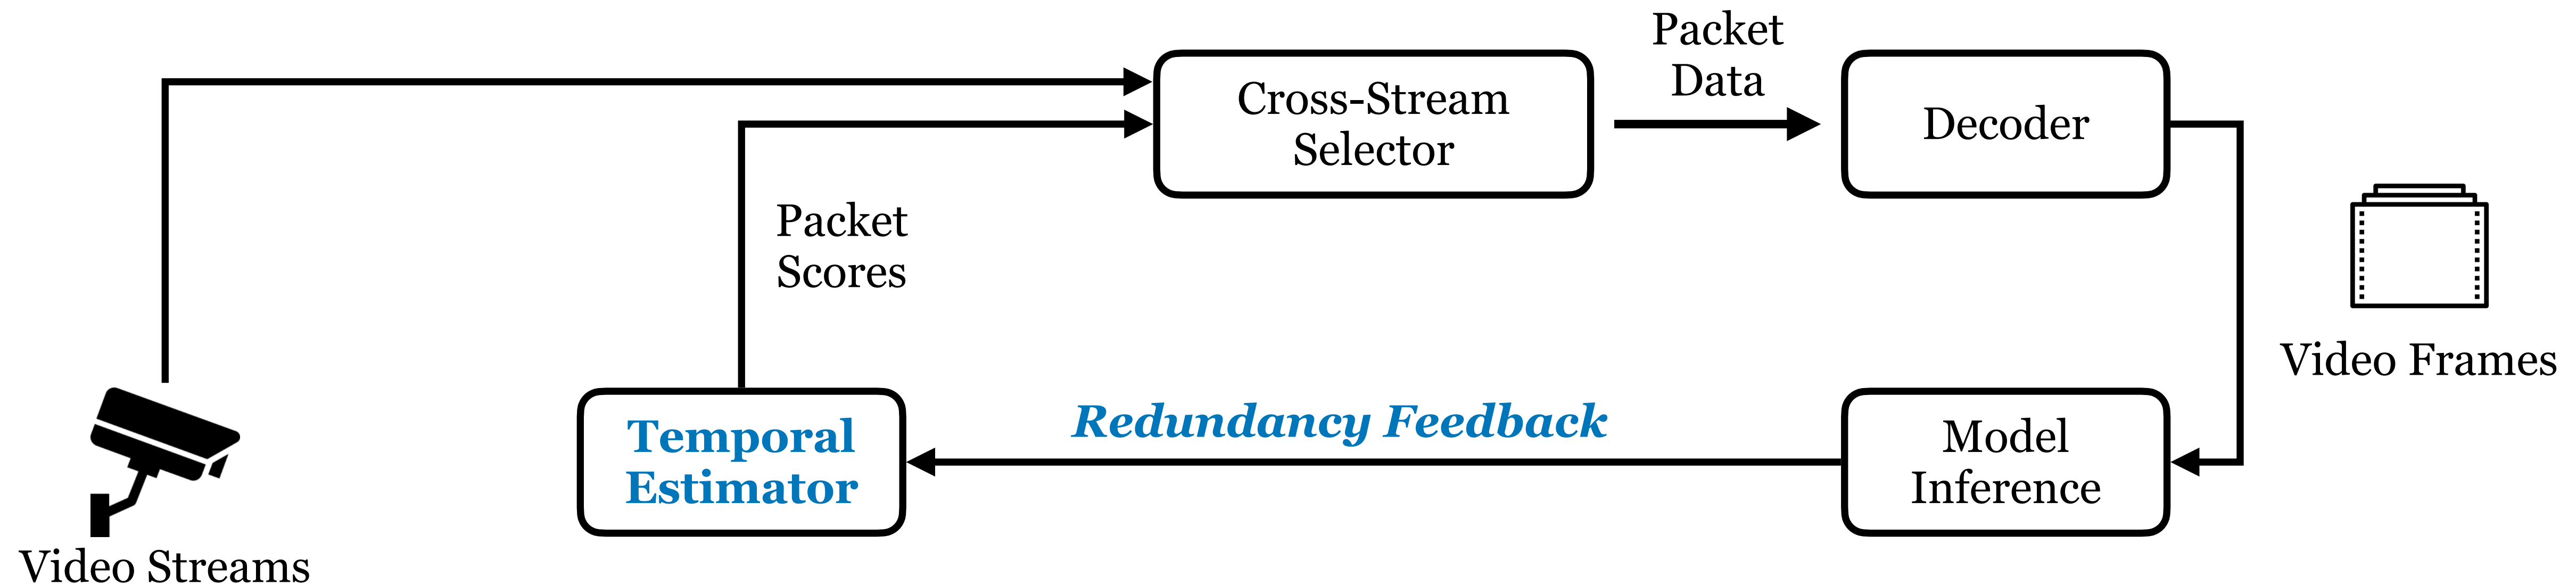 Packet
Data
Cross-Stream
Selector
Decoder
Packet
Scores
Video Frames
Redundancy Feedback
Temporal
Estimator
Model
Inference
Video Streams